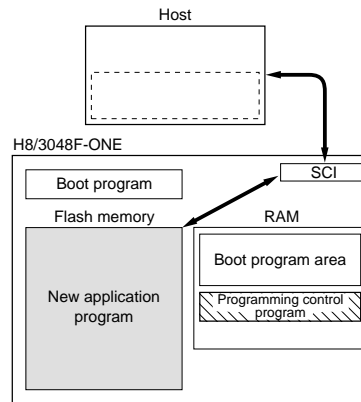 Host
H8/3048F-ONE
SCI
Boot program
Flash memory
RAM
Boot program area
New application
program
Programming control
program